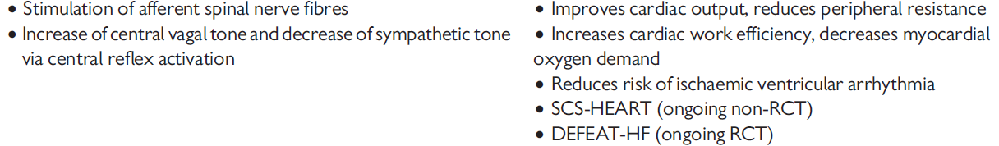 • Stimulation of afferent spinal nerve fibres
• Increase of central vagal tone and decrease of sympathetic tone
via central reflex activation
• Improves cardiac output, reduces peripheral resistance
• Increases cardiac work efficiency, decreases myocardial
oxygen demand
• Reduces risk of ischaemic ventricular arrhythmia
• SCS-HEART (ongoing non-RCT)
• DEFEAT-HF (ongoing RCT)